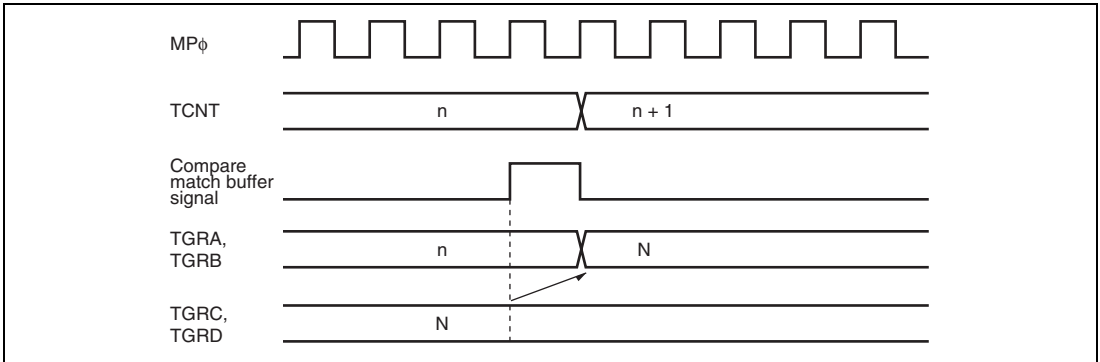 MPφ
TCNT
n
n + 1
Compare
match buffer
signal
TGRA,
TGRB
n
N
TGRC,
TGRD
N